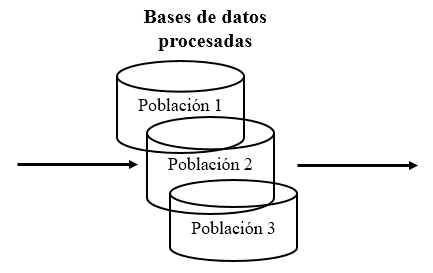 Bases de datos
procesadas
Población 1
Población 2
Población 3